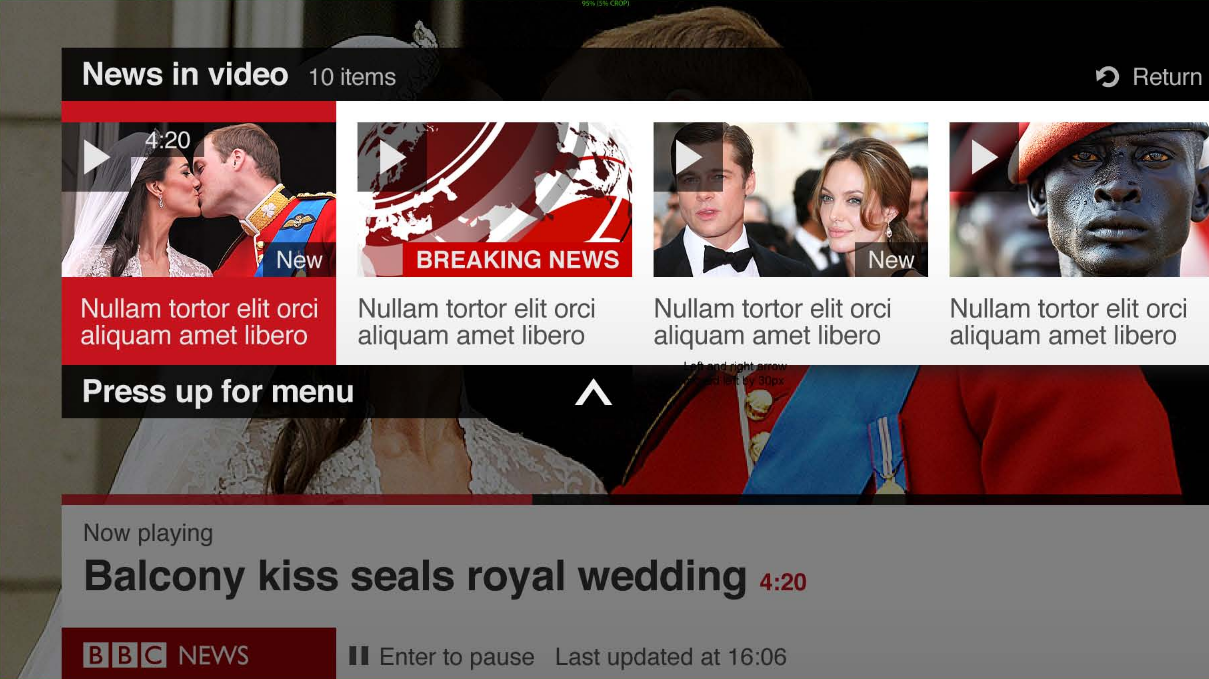 95% (5% CROP)
News in video 10 items Return
4:20
New
BREAKING NEWS
New
Nullam tortor elit orci
aliquam amet libero
Nullam tortor elit orci
aliquam amet libero
Nullam tortor elit orci
aliquam amet libero
Nullam tortor elit orci
aliquam amet libero
Left and right arrow
left by 30px
Press up for menu
Now playing
Balcony kiss seals royal wedding 4:20
BBC NEWS
Enter to pause Last updated at 16:06